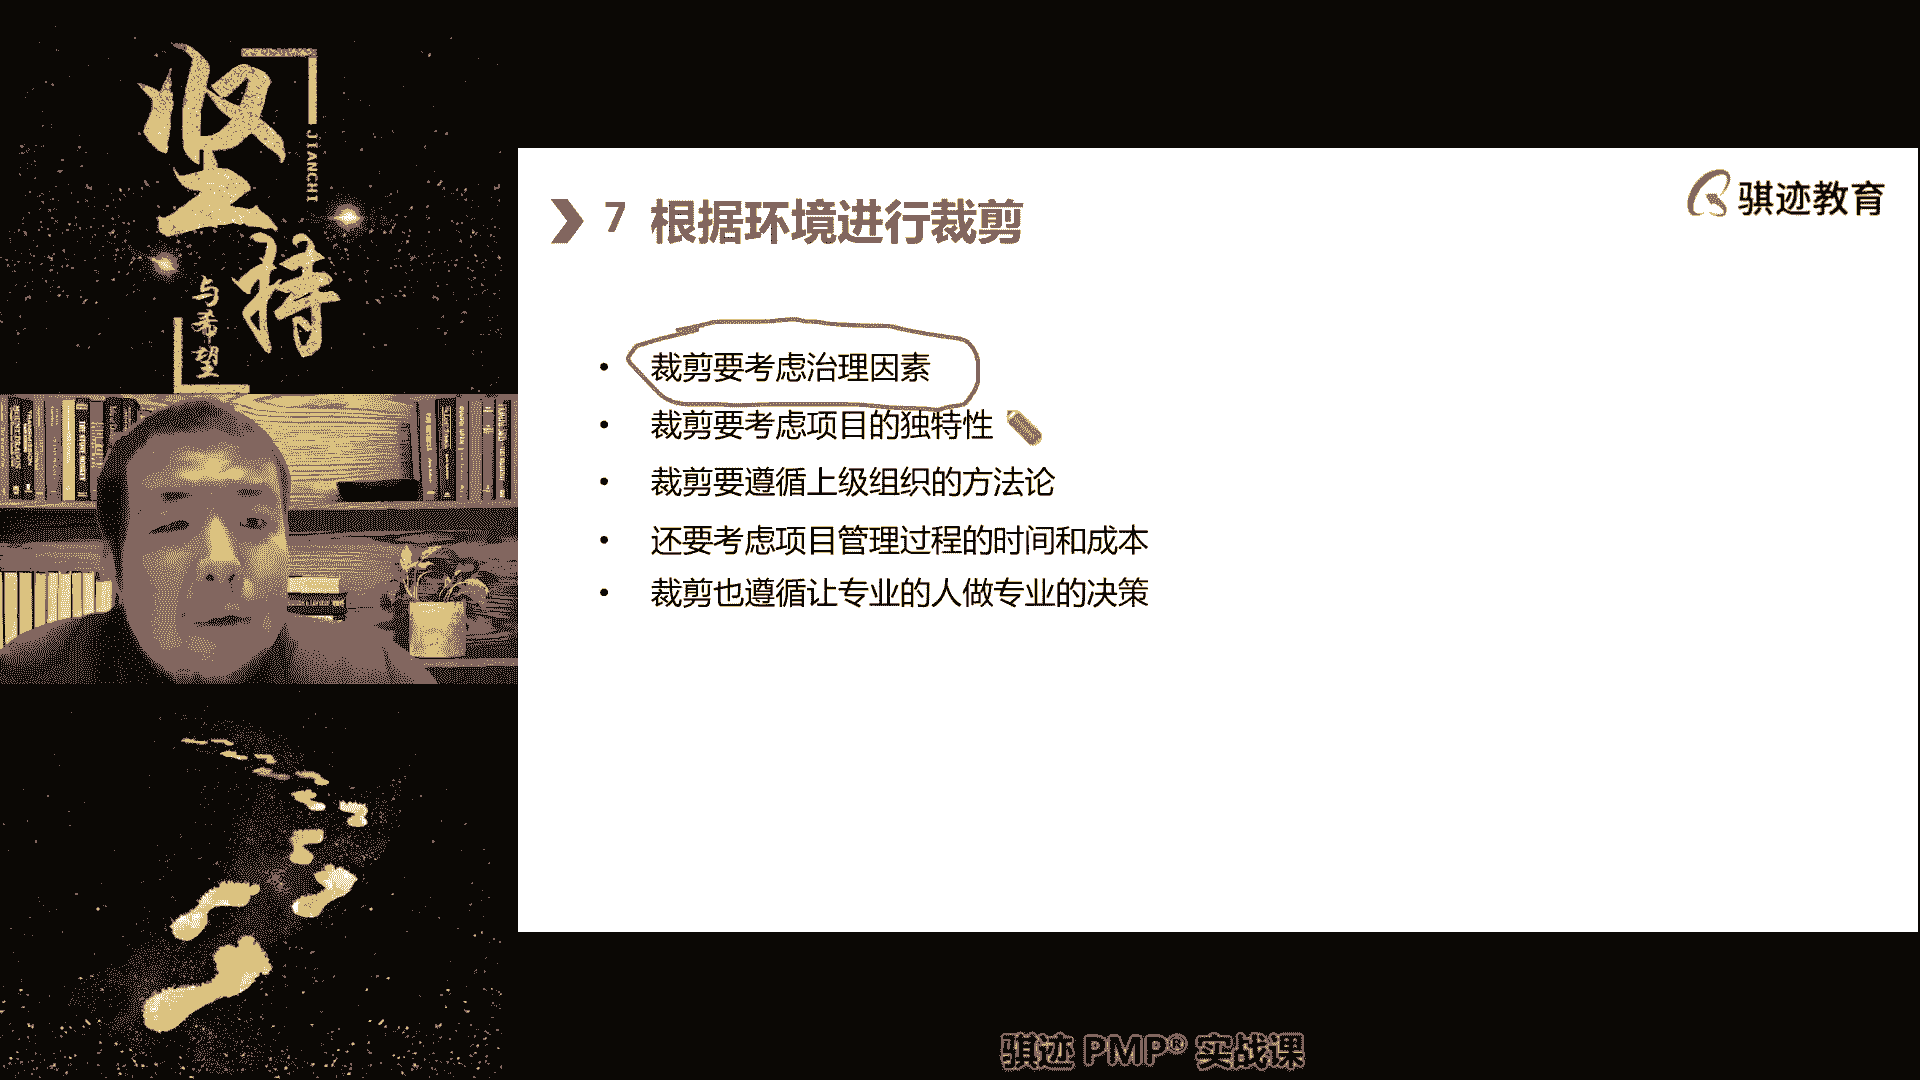 坚持
JIANCHI
与希望
骐迹教育
7 根据环境进行裁剪
• 裁剪要考虑治理因素
• 裁剪要考虑项目的独特性
• 裁剪要遵循上级组织的方法论
• 还要考虑项目管理过程的时间和成本
• 裁剪也遵循让专业的人做专业的决策
骐迹 PMP® 实战课